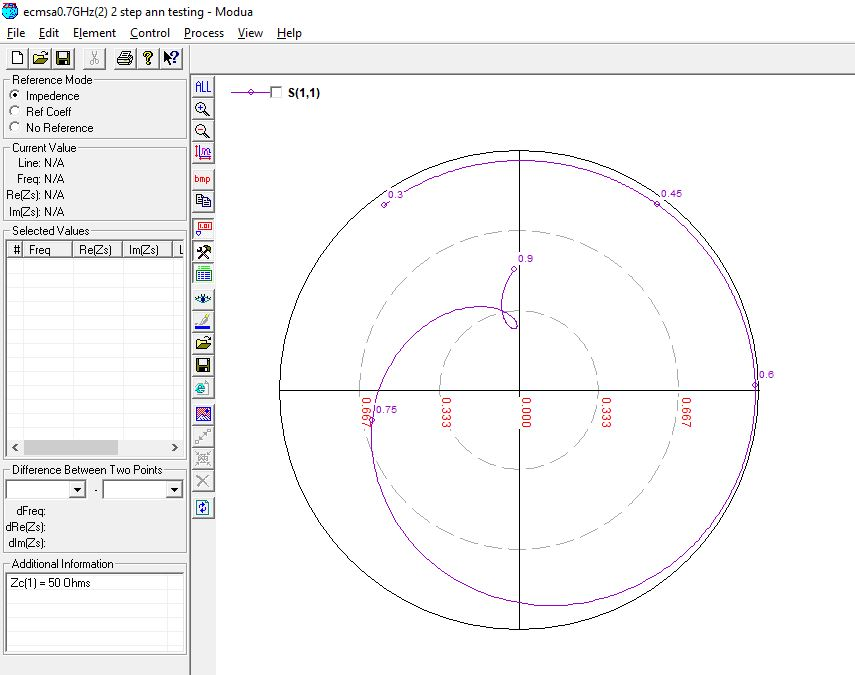 ecmsa0.7GHz(2) 2 step ann testing - Modua
File Edit Element Control Process View Help
Reference Mode
Impedence
Ref Coeff
No Reference
Current Value
Line: N/A
Freq: N/A
Re(Zs): N/A
Im(Zs): N/A
Selected Values
# Freq Re(Zs) Im(Zs) L
Difference Between Two Points
-
dFreq:
dRe(Zs):
dIm(Zs):
Additional Information
Zc(1) = 50 Ohms
ALL
bmp
1.01
S(1,1)
0.3
0.45
0.9
0.6
0.75
0.667
0.333
0.000
0.333
0.667